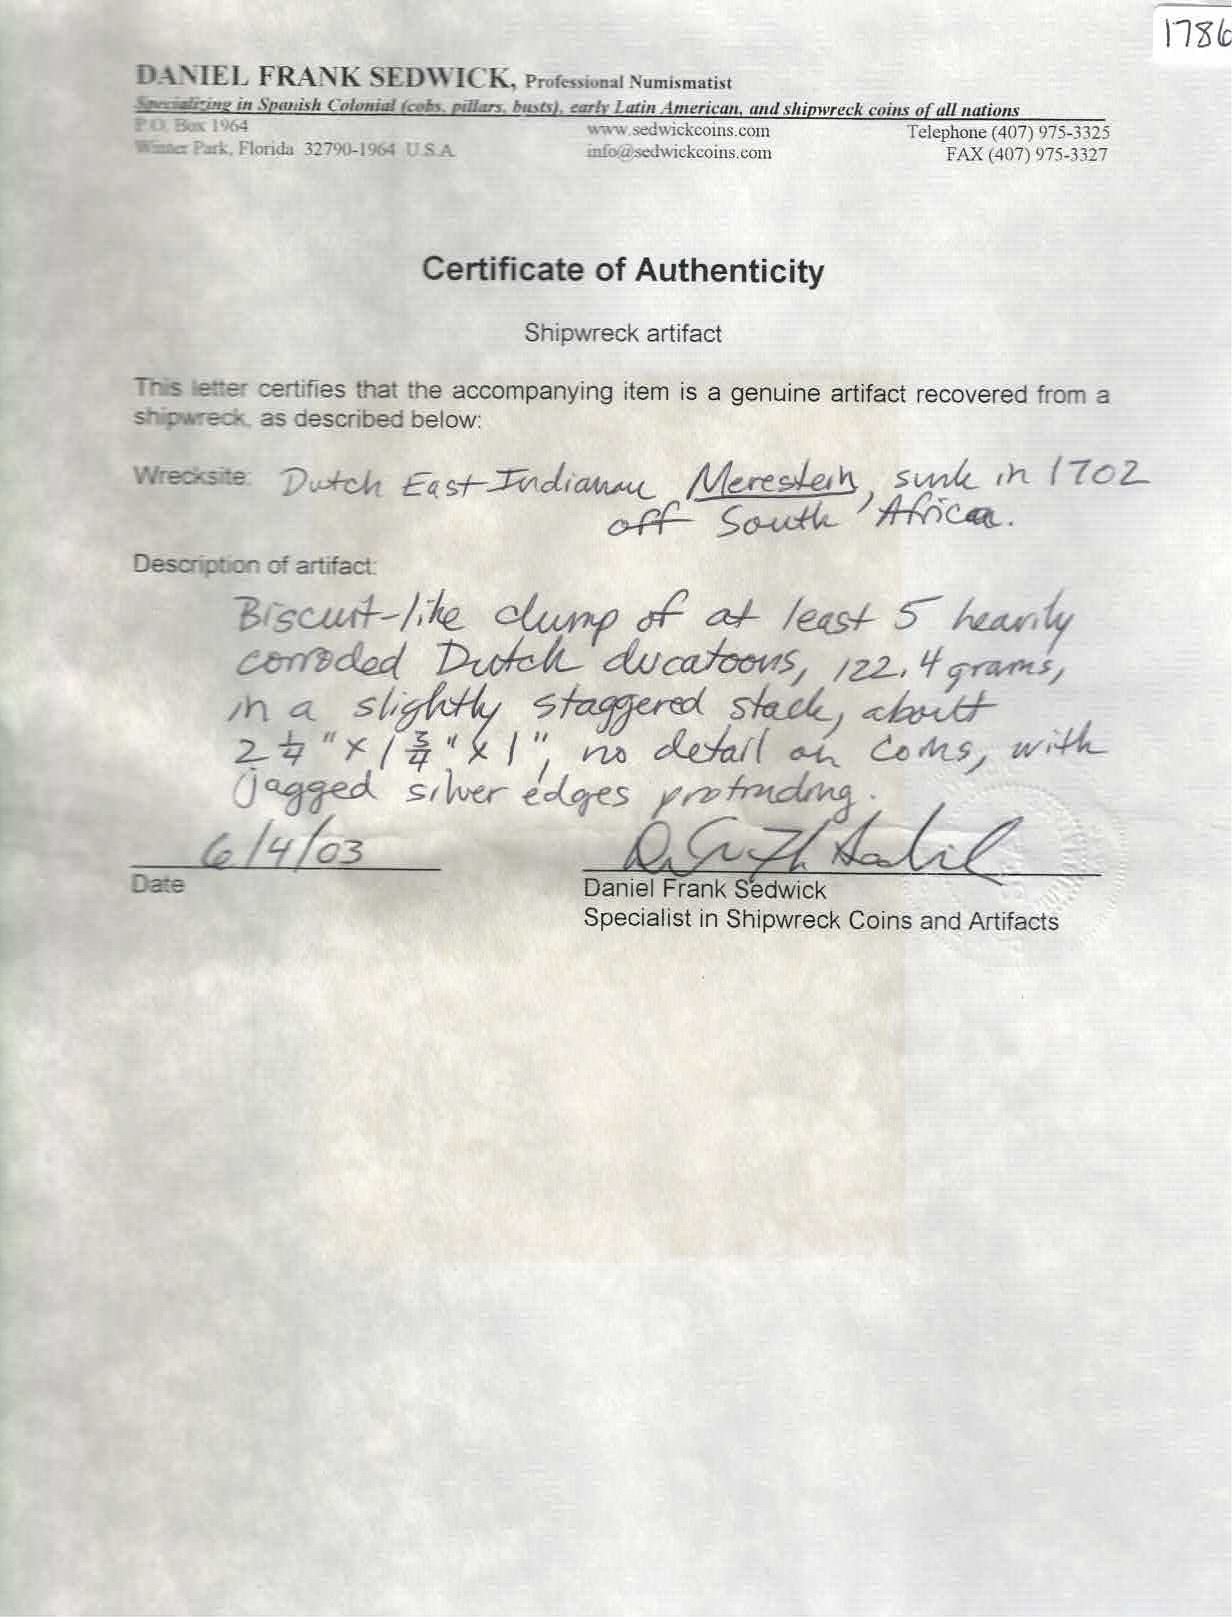 1786
DANIEL FRANK SEDWICK, Professional Numismatist
Specializing in Spanish Colonial (cobs, pillars, busts), early Latin American, and shipwreck coins of all nations
P.O. Box 1964 www.sedwickcoins.com Telephone (407) 975-3325
Winter Park, Florida 32790-1964 U.S.A. info@sedwickcoins.com FAX (407) 975-3327
Certificate of Authenticity
Shipwreck artifact
This letter certifies that the accompanying item is a genuine artifact recovered from a
shipwreck, as described below:
Wrecksite: Dutch East Indiaman Merestein, sunk in 1702
off South Africa.
Description of artifact:
Biscuit-like clump of at least 5 heavily
corroded Dutch ducatoons, 122.4 grams,
in a slightly staggered stack, about
2 1/4" x 1 3/4" x 1", no detail on coins, with
jagged silver edges protruding.
6/4/03
Date
Daniel Frank Sedwick
Specialist in Shipwreck Coins and Artifacts